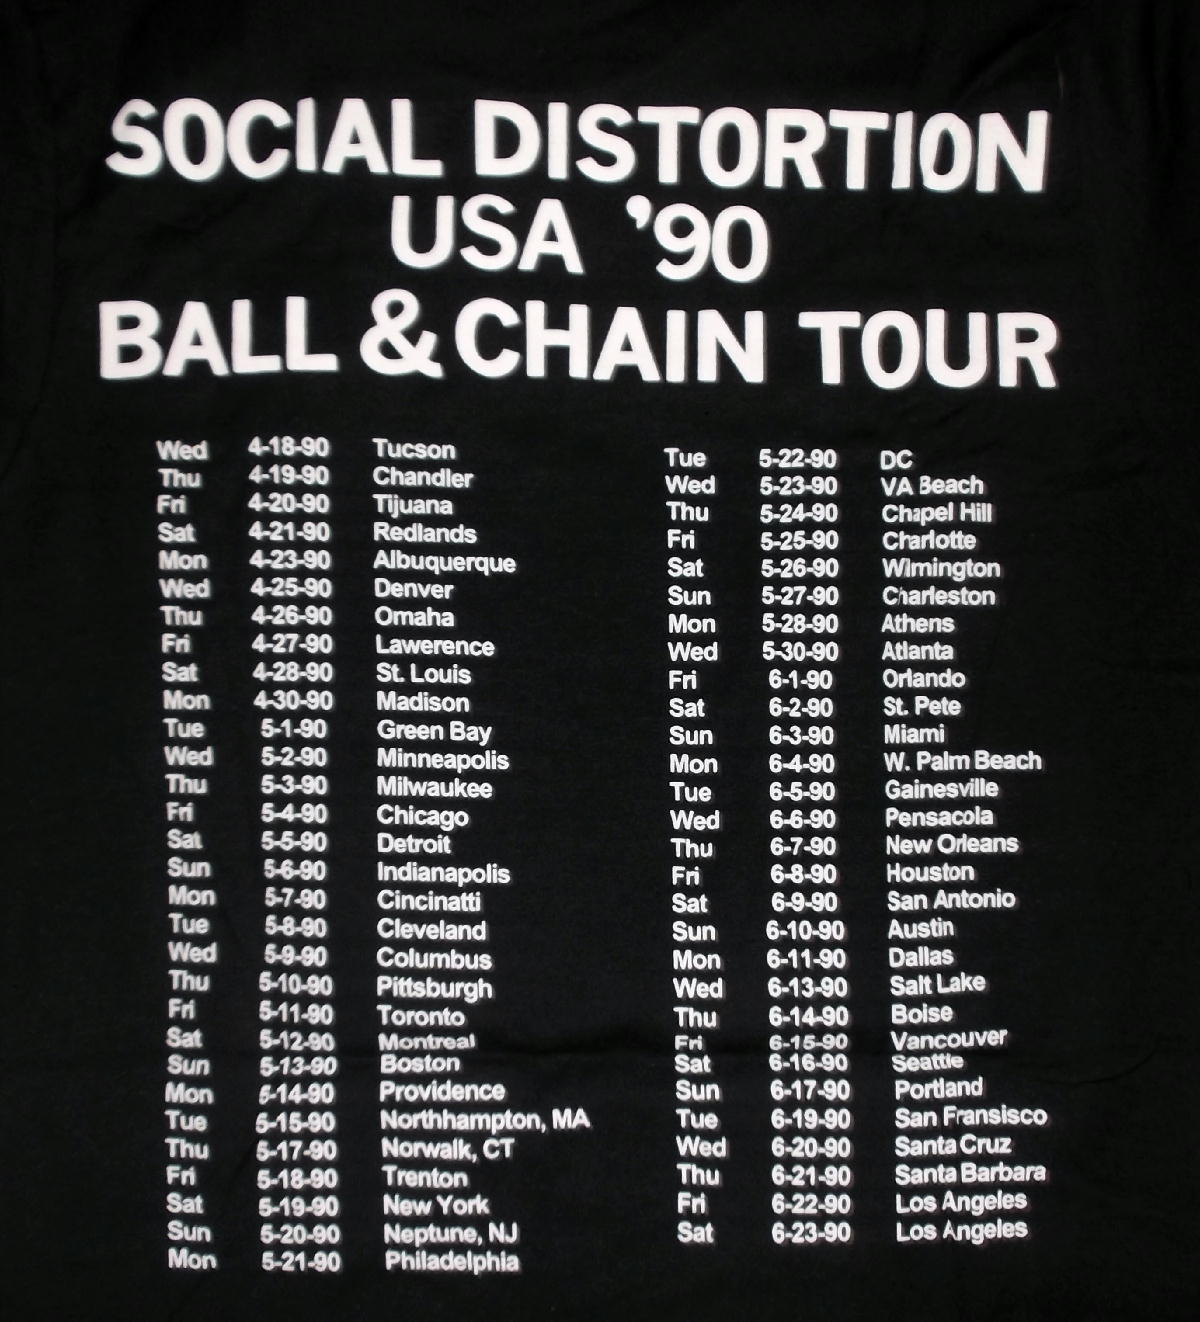 SOCIAL DISTORTION
USA '90
BALL & CHAIN TOUR
Wed 4-18-90 Tucson
Thu 4-19-90 Chandler
Fri 4-20-90 Tijuana
Sat 4-21-90 Redlands
Mon 4-23-90 Albuquerque
Wed 4-25-90 Denver
Thu 4-26-90 Omaha
Fri 4-27-90 Lawerence
Sat 4-28-90 St. Louis
Mon 4-30-90 Madison
Tue 5-1-90 Green Bay
Wed 5-2-90 Minneapolis
Thu 5-3-90 Milwaukee
Fri 5-4-90 Chicago
Sat 5-5-90 Detroit
Sun 5-6-90 Indianapolis
Mon 5-7-90 Cincinatti
Tue 5-8-90 Cleveland
Wed 5-9-90 Columbus
Thu 5-10-90 Pittsburgh
Fri 5-11-90 Toronto
Sat 5-12-90 Montreal
Sun 5-13-90 Boston
Mon 5-14-90 Providence
Tue 5-15-90 Northhampton, MA
Thu 5-17-90 Norwalk, CT
Fri 5-18-90 Trenton
Sat 5-19-90 New York
Sun 5-20-90 Neptune, NJ
Mon 5-21-90 Philadelphia
Tue 5-22-90 DC
Wed 5-23-90 VA Beach
Thu 5-24-90 Chapel Hill
Fri 5-25-90 Charlotte
Sat 5-26-90 Wlmington
Sun 5-27-90 Charleston
Mon 5-28-90 Athens
Wed 5-30-90 Atlanta
Fri 6-1-90 Orlando
Sat 6-2-90 St. Pete
Sun 6-3-90 Miami
Mon 6-4-90 W. Palm Beach
Tue 6-5-90 Gainesville
Wed 6-6-90 Pensacola
Thu 6-7-90 New Orleans
Fri 6-8-90 Houston
Sat 6-9-90 San Antonio
Sun 6-10-90 Austin
Mon 6-11-90 Dallas
Wed 6-13-90 Salt Lake
Thu 6-14-90 Boise
Fri 6-15-90 Vancouver
Sat 6-16-90 Seattle
Sun 6-17-90 Portland
Tue 6-19-90 San Fransisco
Wed 6-20-90 Santa Cruz
Thu 6-21-90 Santa Barbara
Fri 6-22-90 Los Angeles
Sat 6-23-90 Los Angeles